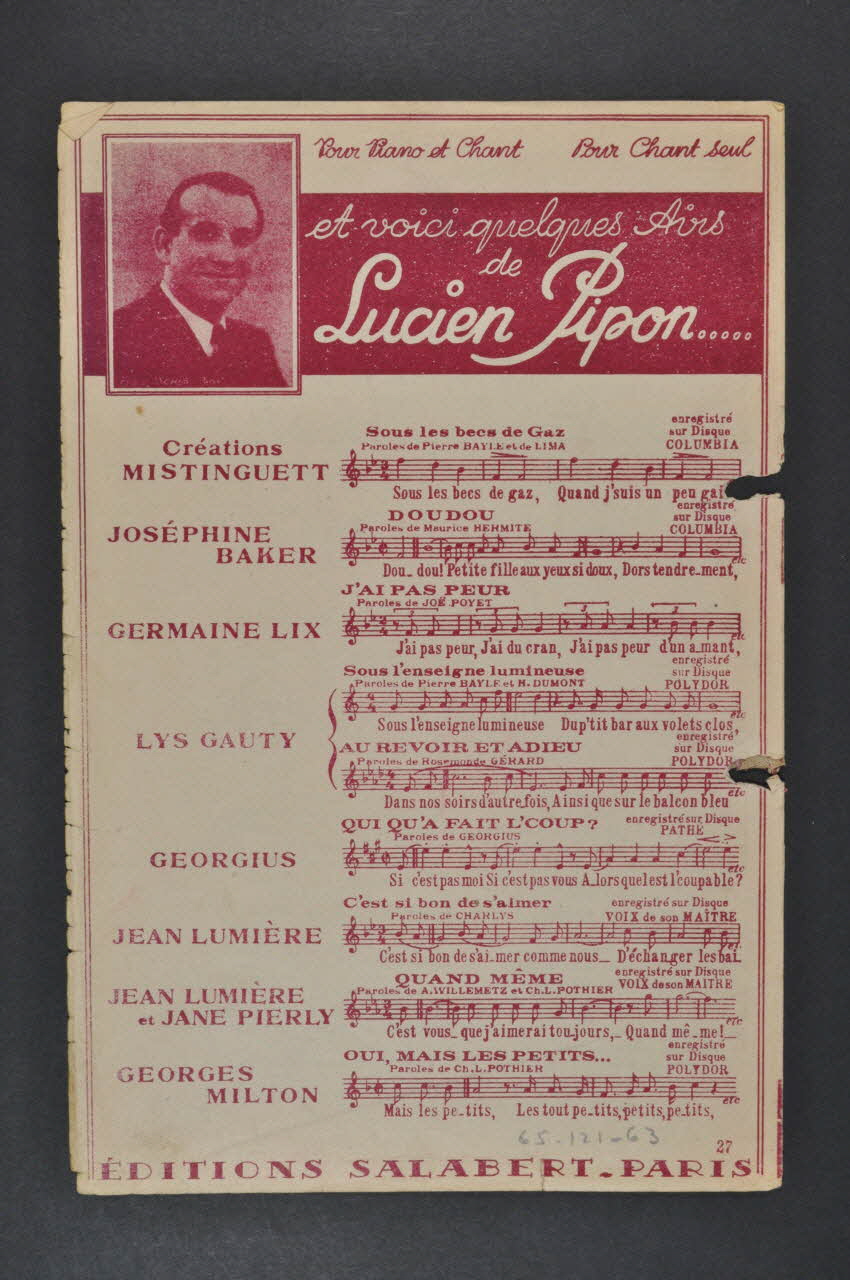 Pour Piano et Chant Pour Chant seul
et voici quelques Airs
de
Lucien Pipon.....
Créations
MISTINGUETT
Sous les becs de Gaz
Paroles de Pierre BAYLE et de LIMA
enregistré
sur Disque
COLUMBIA
Sous les becs de gaz, Quand j'suis un peu gai
JOSÉPHINE
BAKER
DOUDOU
Paroles de Maurice HERMITE
enregistré
sur Disque
COLUMBIA
etc
Dou_dou! Petite fille aux yeux si doux, Dors tendre_ment,
GERMAINE LIX
J'AI PAS PEUR
Paroles de JOË POYET
etc
J'ai pas peur, J'ai du cran, J'ai pas peur d'un a_mant,
LYS GAUTY
Sous l'enseigne lumineuse
Paroles de Pierre BAYLE et H. DUMONT
enregistré
sur Disque
POLYDOR
etc
Sous l'enseigne lumineuse Dup'tit bar aux volets clos,
AU REVOIR ET ADIEU
Paroles de Rosemonde GÉRARD
enregistré
sur Disque
POLYDOR
etc
Dans nos soirs d'autre_fois, Ainsi que sur le balcon bleu
GEORGIUS
QUI QU'A FAIT L'COUP?
Paroles de GEORGIUS
enregistré sur Disque
PATHÉ
etc
Si c'est pas moi Si c'est pas vous A_lors quel est l'coupable?
JEAN LUMIÈRE
C'est si bon de s'aimer
Paroles de CHARLYS
enregistré sur Disque
VOIX de son MAÎTRE
C'est si bon de s'ai_mer comme nous_ D'échanger les bai_
JEAN LUMIÈRE
et JANE PIERLY
QUAND MÊME
Paroles de A. WILLEMETZ et Ch. L. POTHIER
enregistré sur Disque
VOIX de son MAITRE
etc
C'est vous_ que j'aimerai toujours,_ Quand mê_me!_
GEORGES
MILTON
OUI, MAIS LES PETITS...
Paroles de Ch. L. POTHIER
enregistré
sur Disque
POLYDOR
etc
Mais les pe_tits, Les tout pe_tits, petits, pe_tits,
65-121-63
27
ÉDITIONS SALABERT_PARIS